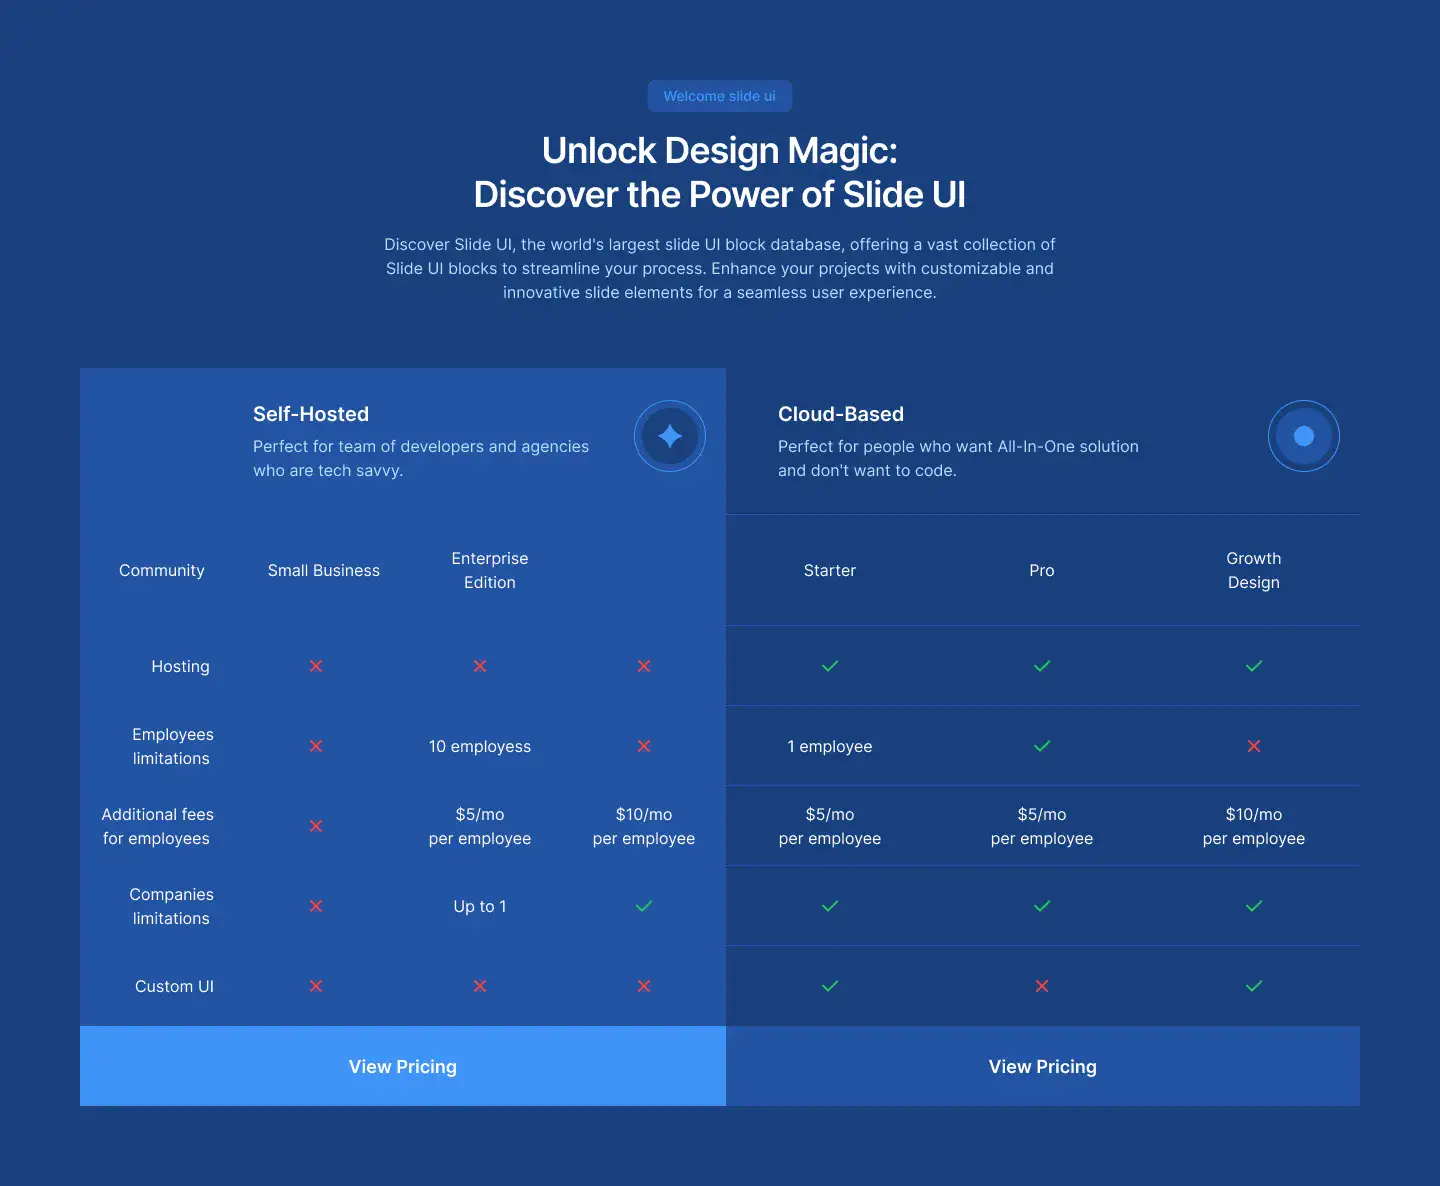 Welcome slide ui
Unlock Design Magic:
Discover the Power of Slide UI
Discover Slide UI, the world's largest slide UI block database, offering a vast collection of
Slide UI blocks to streamline your process. Enhance your projects with customizable and
innovative slide elements for a seamless user experience.
Self-Hosted
Perfect for team of developers and agencies
who are tech savvy.
Cloud-Based
Perfect for people who want All-In-One solution
and don't want to code.
Community
Small Business
Enterprise
Edition
Starter
Pro
Growth
Design
Hosting
Employees
limitations
10 employess
1 employee
Additional fees
for employees
$5/mo
per employee
$10/mo
per employee
$5/mo
per employee
$5/mo
per employee
$10/mo
per employee
Companies
limitations
Up to 1
Custom UI
View Pricing
View Pricing